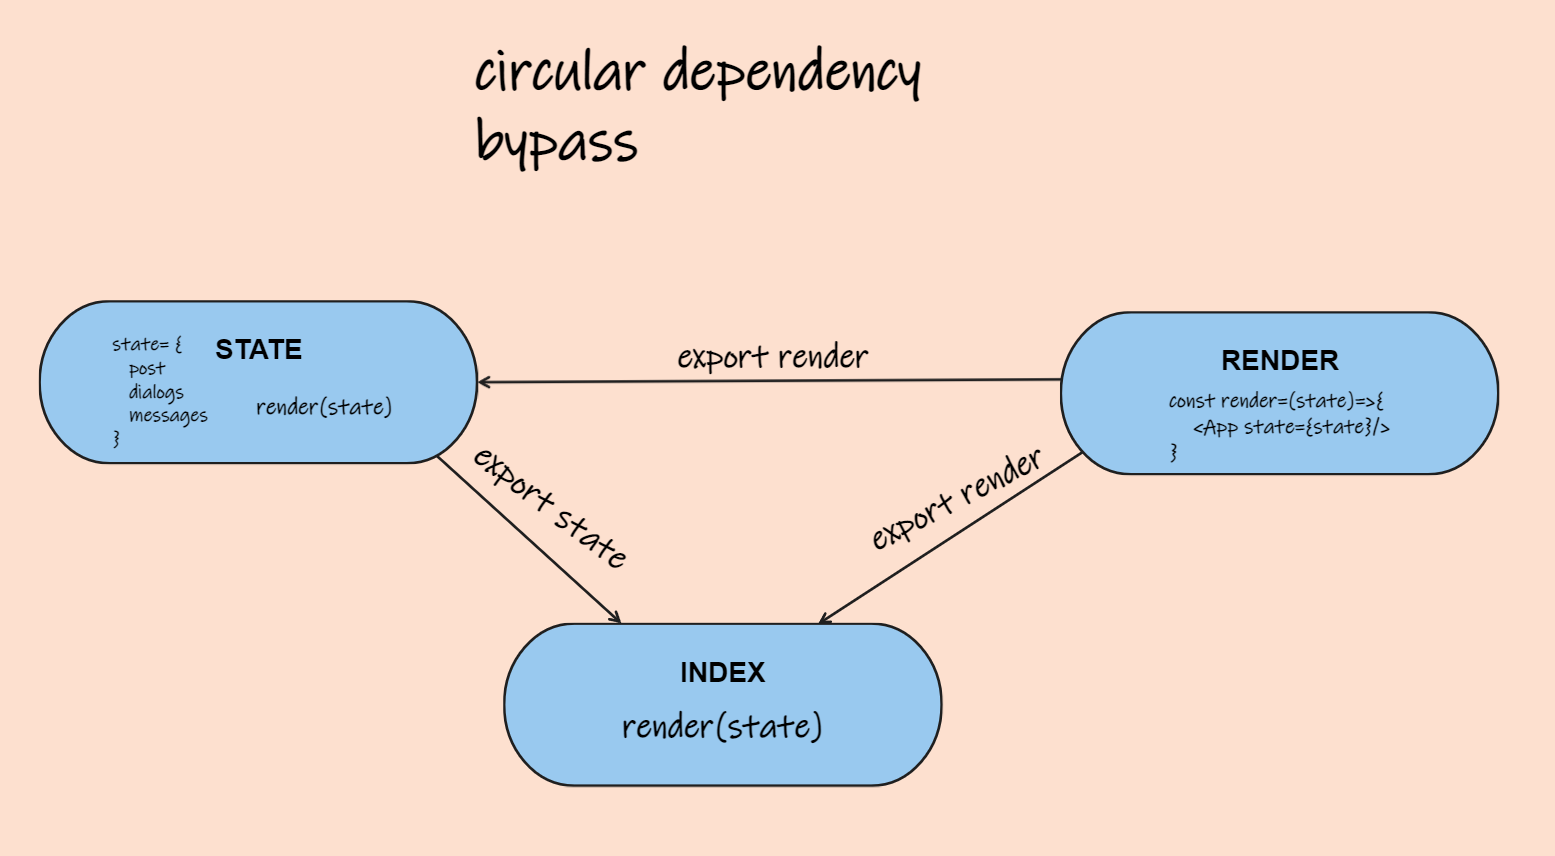 circular dependency
bypass
state= {
post
dialogs
messages
}
STATE
render(state)
export render
RENDER
const render=(state)=>{
<App state={state}/>
}
export state
export render
INDEX
render(state)